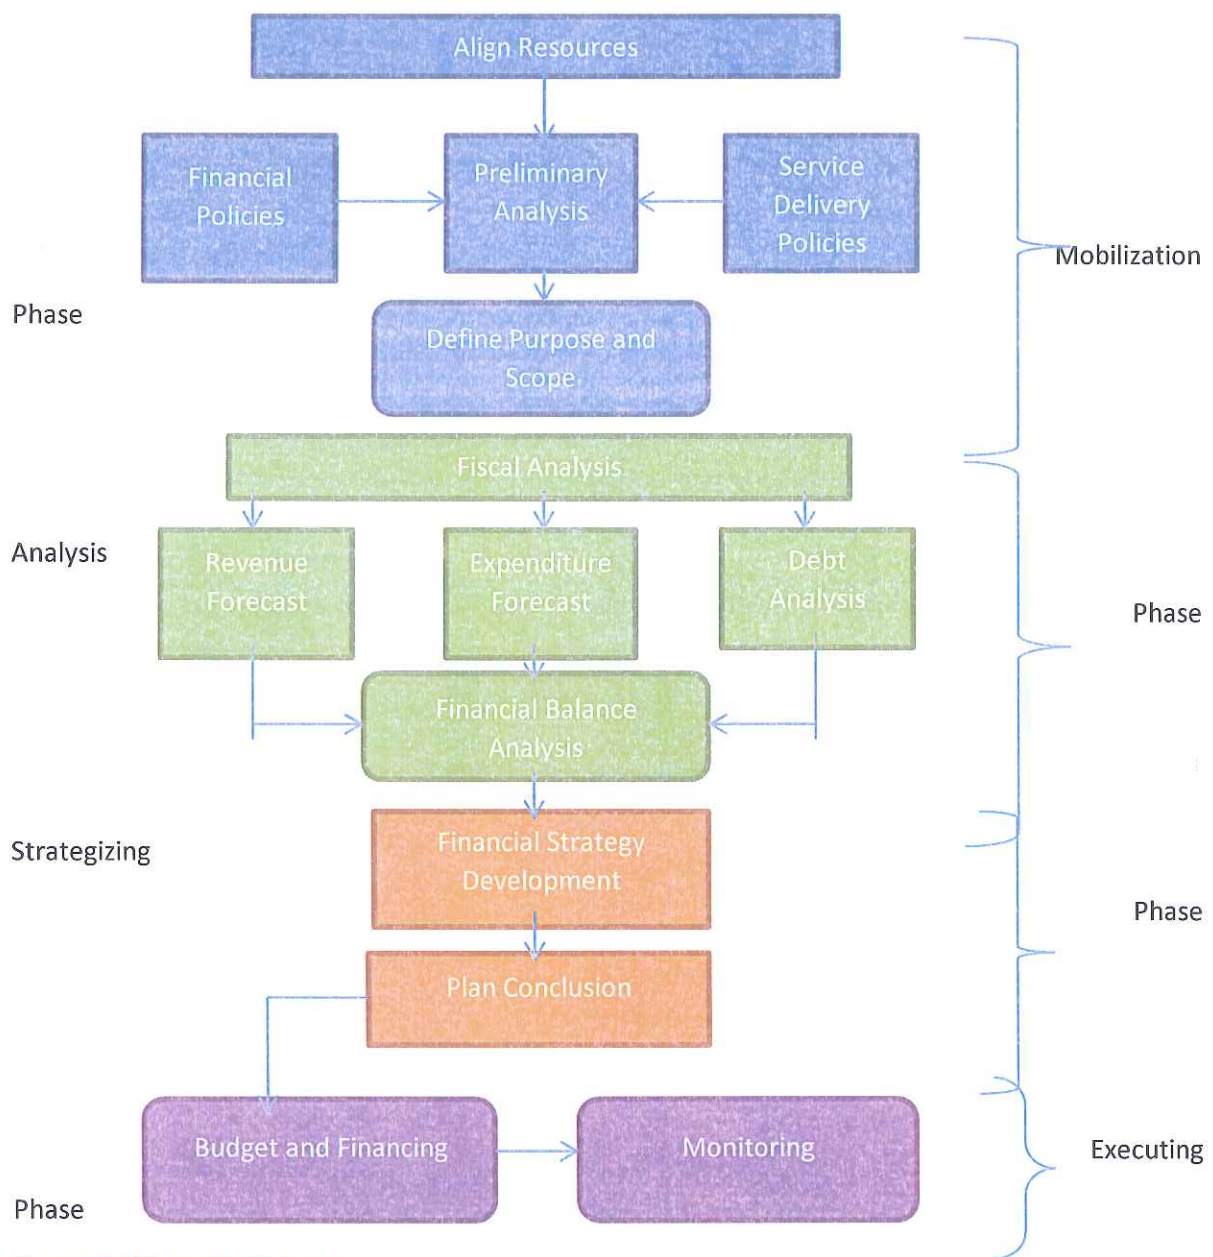 Align Resources
Financial
Policies
Preliminary
Analysis
Service
Delivery
Policies
Mobilization
Phase
Define Purpose and
Scope
Fiscal Analysis
Analysis
Revenue
Forecast
Expenditure
Forecast
Debt
Analysis
Phase
Financial Balance
Analysis
Strategizing
Financial Strategy
Development
Phase
Plan Conclusion
Budget and Financing
Monitoring
Executing
Phase